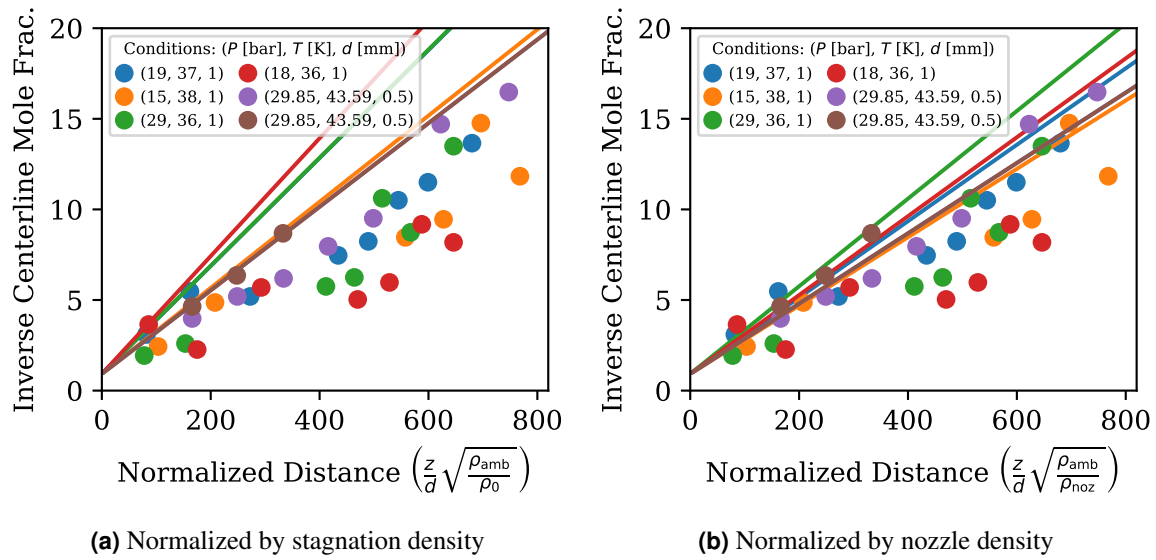 20
15
10
5
0
0
200
400
600
800
Inverse Centerline Mole Frac.
Conditions: (P [bar], T [K], d [mm])
(19, 37, 1)
(15, 38, 1)
(29, 36, 1)
(18, 36, 1)
(29.85, 43.59, 0.5)
(29.85, 43.59, 0.5)
Normalized Distance (z/d √(ρamb/ρ0))
(a) Normalized by stagnation density
20
15
10
5
0
0
200
400
600
800
Inverse Centerline Mole Frac.
Conditions: (P [bar], T [K], d [mm])
(19, 37, 1)
(15, 38, 1)
(29, 36, 1)
(18, 36, 1)
(29.85, 43.59, 0.5)
(29.85, 43.59, 0.5)
Normalized Distance (z/d √(ρamb/ρnoz))
(b) Normalized by nozzle density